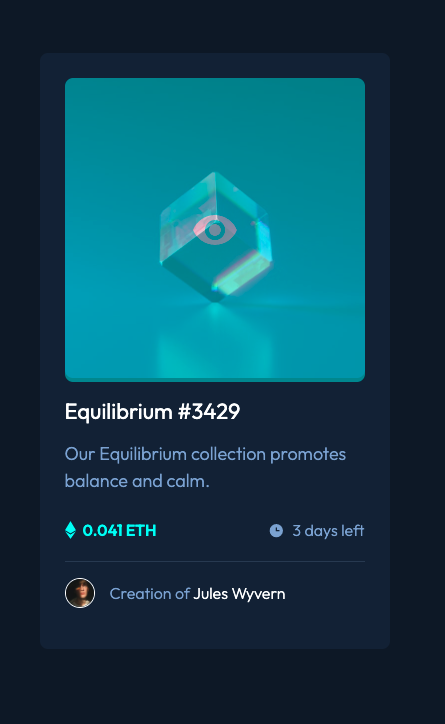 Equilibrium #3429
Our Equilibrium collection promotes
balance and calm.
0.041 ETH
3 days left
Creation of Jules Wyvern